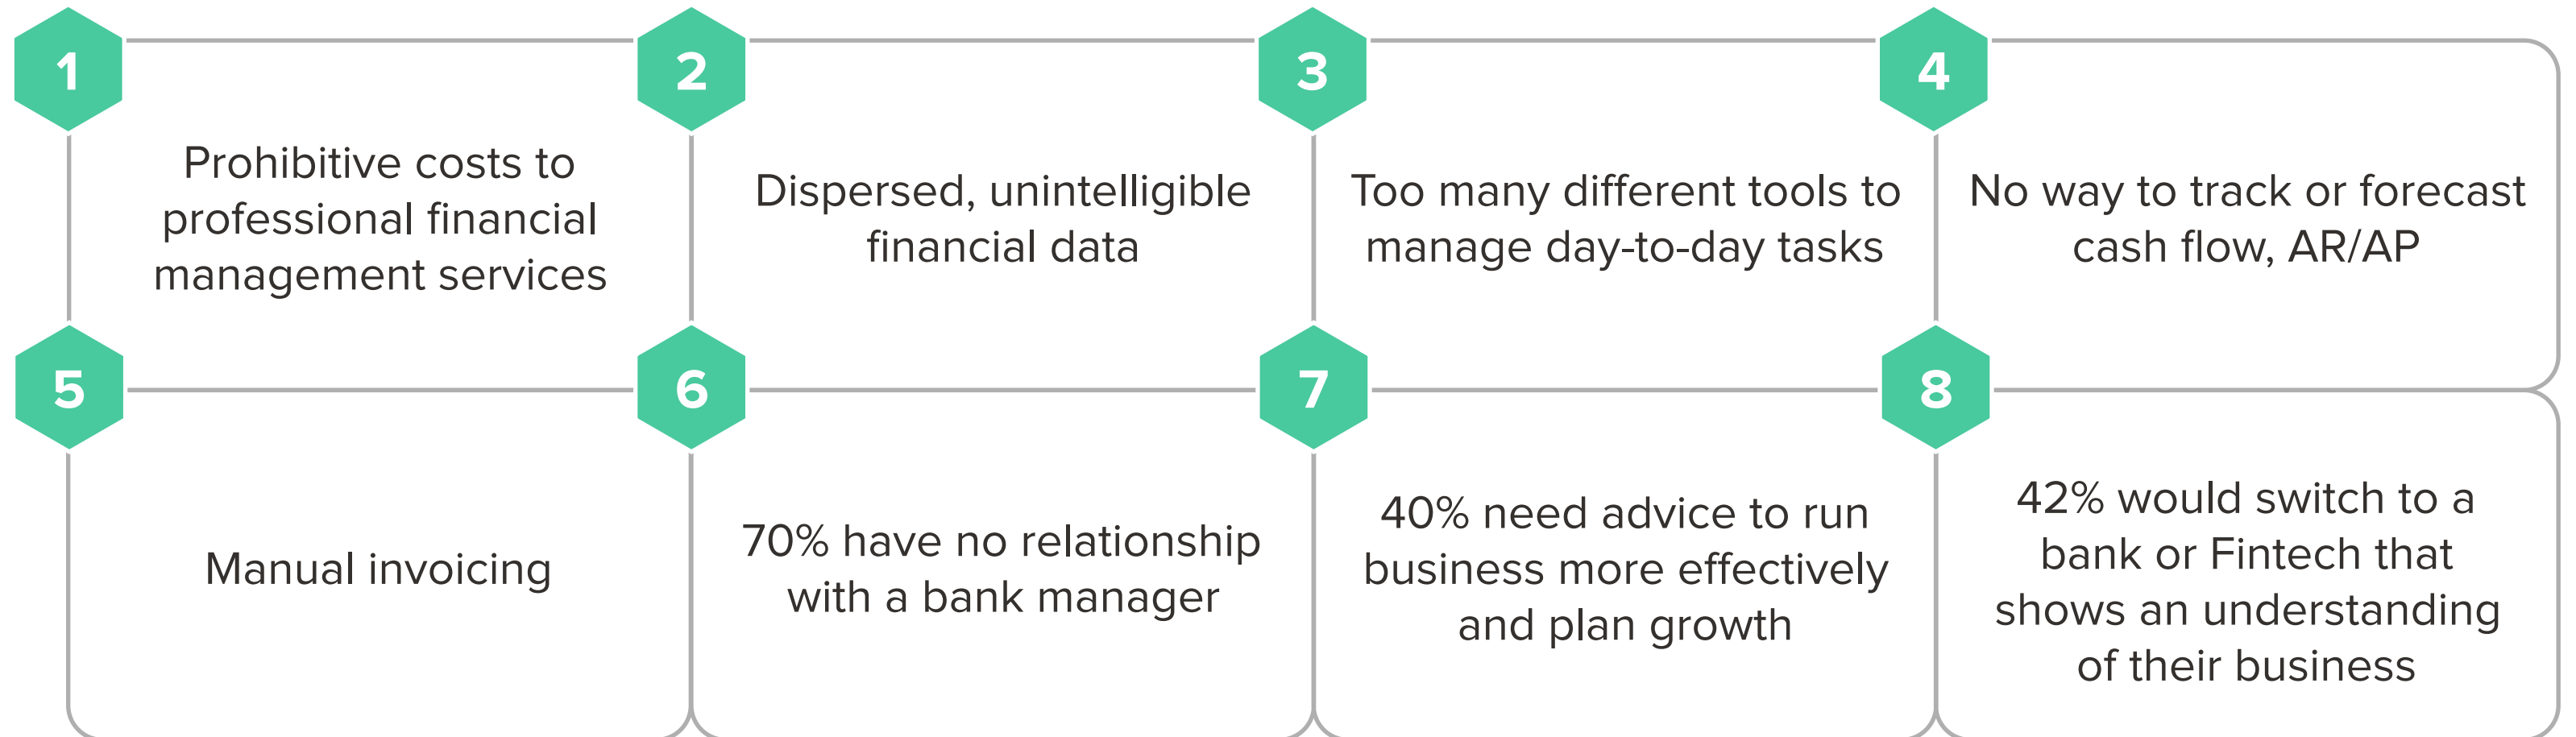 1
Prohibitive costs to
professional financial
management services
2
Dispersed, unintelligible
financial data
3
Too many different tools to
manage day-to-day tasks
4
No way to track or forecast
cash flow, AR/AP
5
Manual invoicing
6
70% have no relationship
with a bank manager
7
40% need advice to run
business more effectively
and plan growth
8
42% would switch to a
bank or Fintech that
shows an understanding
of their business